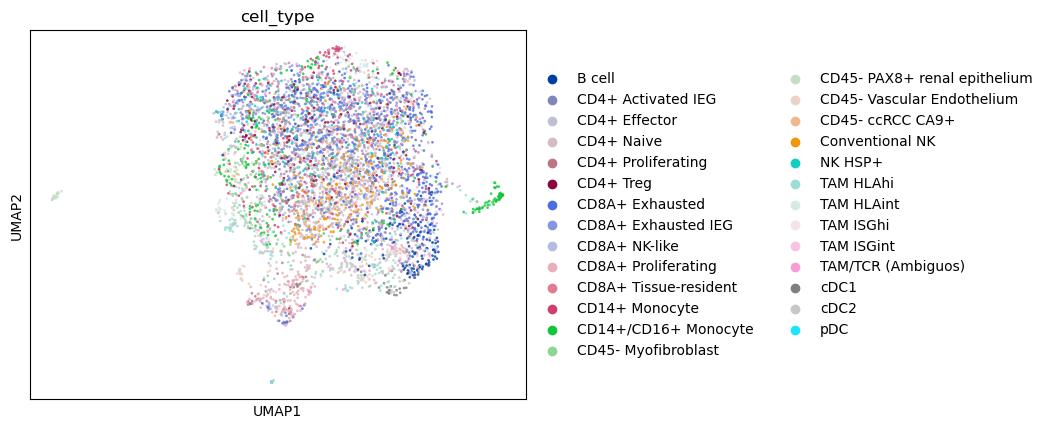 cell_type
UMAP2
UMAP1
B cell
CD4+ Activated IEG
CD4+ Effector
CD4+ Naive
CD4+ Proliferating
CD4+ Treg
CD8A+ Exhausted
CD8A+ Exhausted IEG
CD8A+ NK-like
CD8A+ Proliferating
CD8A+ Tissue-resident
CD14+ Monocyte
CD14+/CD16+ Monocyte
CD45- Myofibroblast
CD45- PAX8+ renal epithelium
CD45- Vascular Endothelium
CD45- ccRCC CA9+
Conventional NK
NK HSP+
TAM HLAhi
TAM HLAint
TAM ISGhi
TAM ISGint
TAM/TCR (Ambiguos)
cDC1
cDC2
pDC